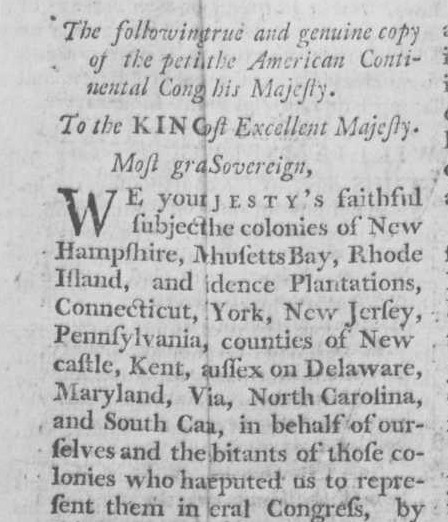 The followingtrue and genuine copy
of the petithe American Conti-
nental Cong his Majeſty.
To the KINGoſt Excellent Majeſty.
Moſt graSovereign,
WE yourJESTY's faithful
ſubjecthe colonies of New
Hampſhire, Mhuſetts Bay, Rhode
Iſland, and idence Plantations,
Connecticut, York, New Jerſey,
Pennſylvania, counties of New
caſtle, Kent, uſſex on Delaware,
Maryland, Via, North Carolina,
and South Caa, in behalf of our-
ſelves and the bitants of thoſe co-
lonies who haeputed us to repre-
ſent them in eral Congreſs, by